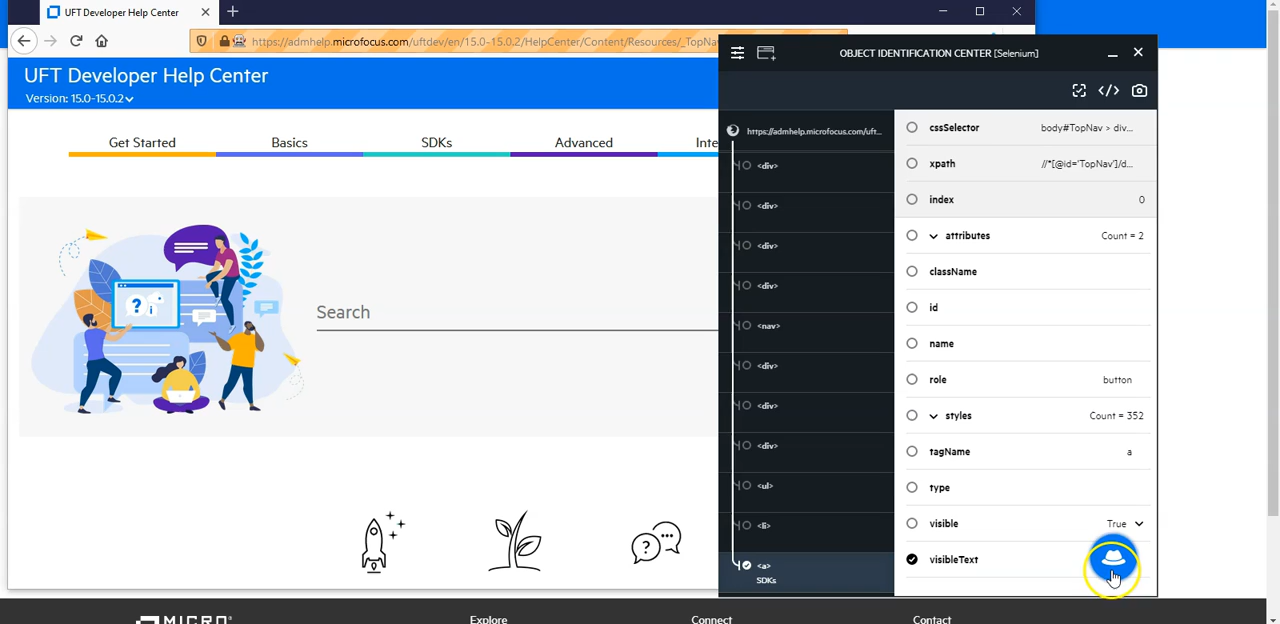 UFT Developer Help Center
https://admhelp.microfocus.com/uftdev/en/15.0-15.0.2/HelpCenter/Content/Resources/_TopNav
UFT Developer Help Center
Version: 15.0-15.0.2
Get Started
Basics
SDKs
Advanced
Inte
Search
OBJECT IDENTIFICATION CENTER [Selenium]
https://admhelp.microfocus.com/uft...
<div>
<div>
<div>
<div>
<nav>
<div>
<div>
<div>
<ul>
<li>
<a>
SDKs
cssSelector body#TopNav > div...
xpath //*[@id='TopNav']/d...
index 0
attributes Count = 2
className
id
name
role button
styles Count = 352
tagName a
type
visible True
visibleText
MICRO
Explore
Connect
Contact